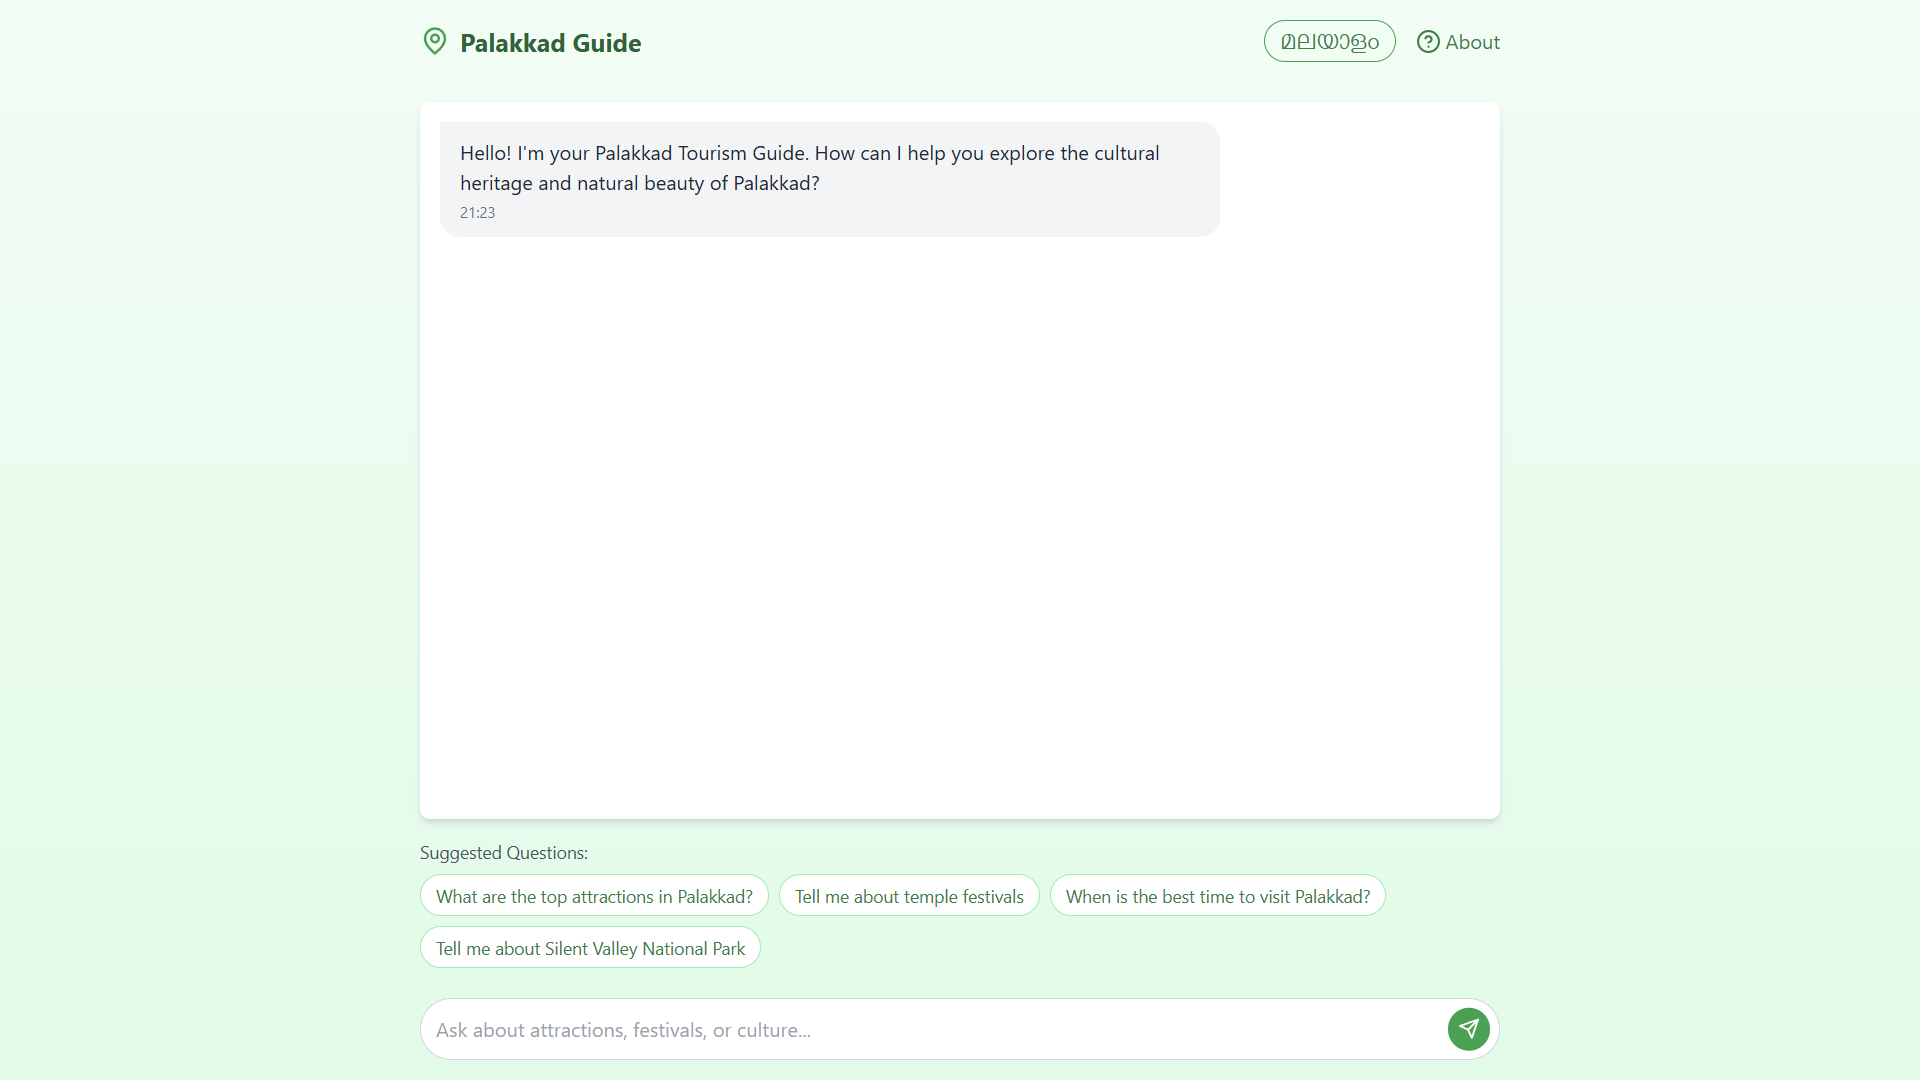 Palakkad Guide
മലയാളം
About
Hello! I'm your Palakkad Tourism Guide. How can I help you explore the cultural
heritage and natural beauty of Palakkad?
21:23
Suggested Questions:
What are the top attractions in Palakkad?
Tell me about temple festivals
When is the best time to visit Palakkad?
Tell me about Silent Valley National Park
Ask about attractions, festivals, or culture...